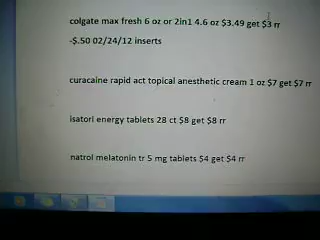 colgate max fresh 6 oz or 2in1 4.6 oz $3.49 get $3 rr
-$.50 02/24/12 inserts
curacaine rapid act topical anesthetic cream 1 oz $7 get $7 rr
isatori energy tablets 28 ct $8 get $8 rr
natrol melatonin tr 5 mg tablets $4 get $4 rr